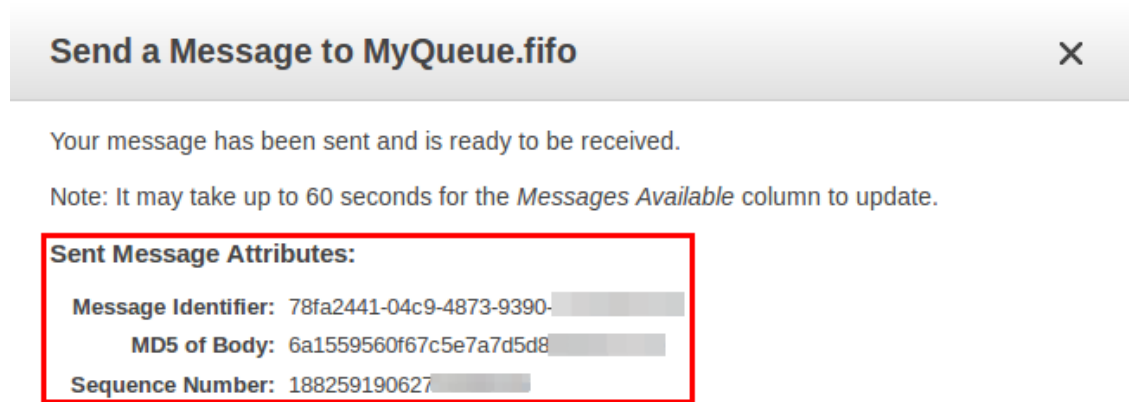 Send a Message to MyQueue.fifo
Your message has been sent and is ready to be received.
Note: It may take up to 60 seconds for the Messages Available column to update.
Sent Message Attributes:
Message Identifier: 78fa2441-04c9-4873-9390-
MD5 of Body: 6a1559560f67c5e7a7d5d8
Sequence Number: 188259190627